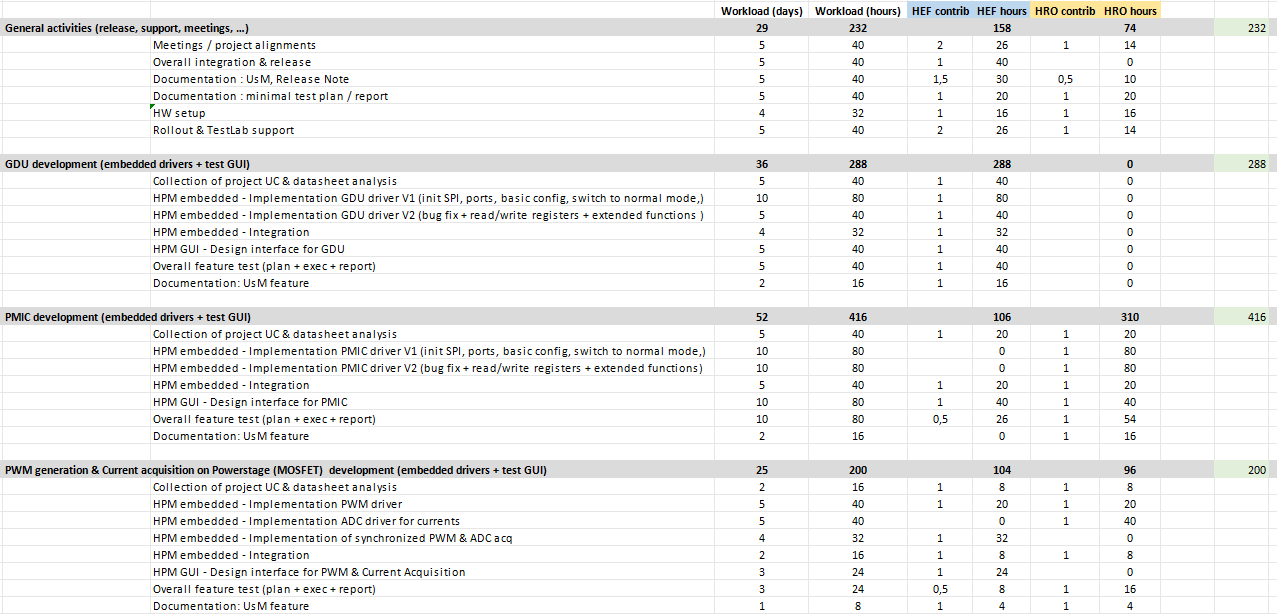 Workload (days) Workload (hours) HEF contrib HEF hours HRO contrib HRO hours
General activities (release, support, meetings, ...) 29 232 158 74 232
Meetings / project alignments 5 40 2 26 1 14
Overall integration & release 5 40 1 40 0
Documentation : UsM, Release Note 5 40 1,5 30 0,5 10
Documentation : minimal test plan / report 5 40 1 20 1 20
HW setup 4 32 1 16 1 16
Rollout & TestLab support 5 40 2 26 1 14
GDU development (embedded drivers + test GUI) 36 288 288 0 288
Collection of project UC & datasheet analysis 5 40 1 40 0
HPM embedded - Implementation GDU driver V1 (init SPI, ports, basic config, switch to normal mode,) 10 80 1 80 0
HPM embedded - Implementation GDU driver V2 (bug fix + read/write registers + extended functions ) 5 40 1 40 0
HPM embedded - Integration 4 32 1 32 0
HPM GUI - Design interface for GDU 5 40 1 40 0
Overall feature test (plan + exec + report) 5 40 1 40 0
Documentation: UsM feature 2 16 1 16 0
PMIC development (embedded drivers + test GUI) 52 416 106 310 416
Collection of project UC & datasheet analysis 5 40 1 20 1 20
HPM embedded - Implementation PMIC driver V1 (init SPI, ports, basic config, switch to normal mode,) 10 80 0 1 80
HPM embedded - Implementation PMIC driver V2 (bug fix + read/write registers + extended functions) 10 80 0 1 80
HPM embedded - Integration 5 40 1 20 1 20
HPM GUI - Design interface for PMIC 10 80 1 40 1 40
Overall feature test (plan + exec + report) 10 80 0,5 26 1 54
Documentation: UsM feature 2 16 0 1 16
PWM generation & Current acquisition on Powerstage (MOSFET) development (embedded drivers + test GUI) 25 200 104 96 200
Collection of project UC & datasheet analysis 2 16 1 8 1 8
HPM embedded - Implementation PWM driver 5 40 1 20 1 20
HPM embedded - Implementation ADC driver for currents 5 40 0 1 40
HPM embedded - Implementation of synchronized PWM & ADC acq 4 32 1 32 0
HPM embedded - Integration 2 16 1 8 1 8
HPM GUI - Design interface for PWM & Current Acquisition 3 24 1 24 0
Overall feature test (plan + exec + report) 3 24 0,5 8 1 16
Documentation: UsM feature 1 8 1 4 1 4